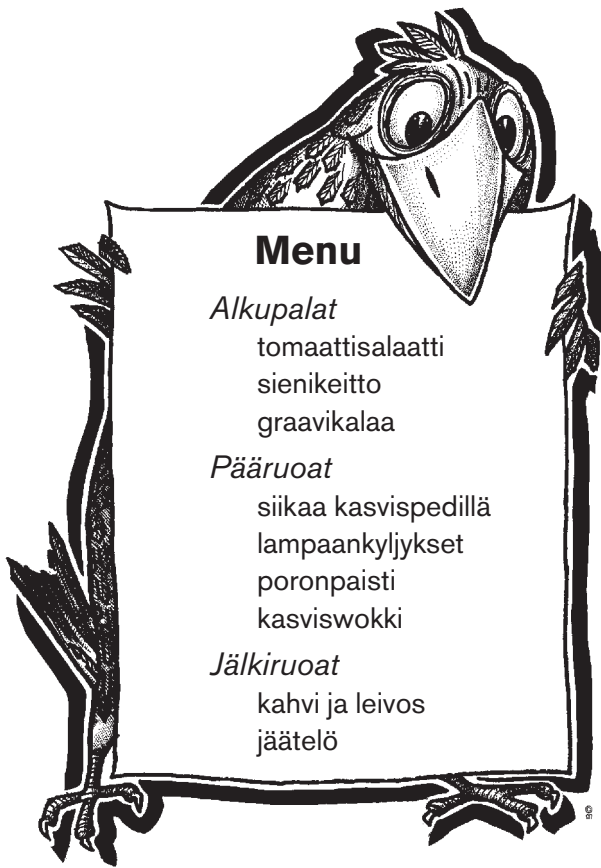 Menu
Alkupalat
tomaattisalaatti
sienikeitto
graavikalaa
Pääruoat
siikaa kasvispedillä
lampaankyljykset
poronpaisti
kasviswokki
Jälkiruoat
kahvi ja leivos
jäätelö